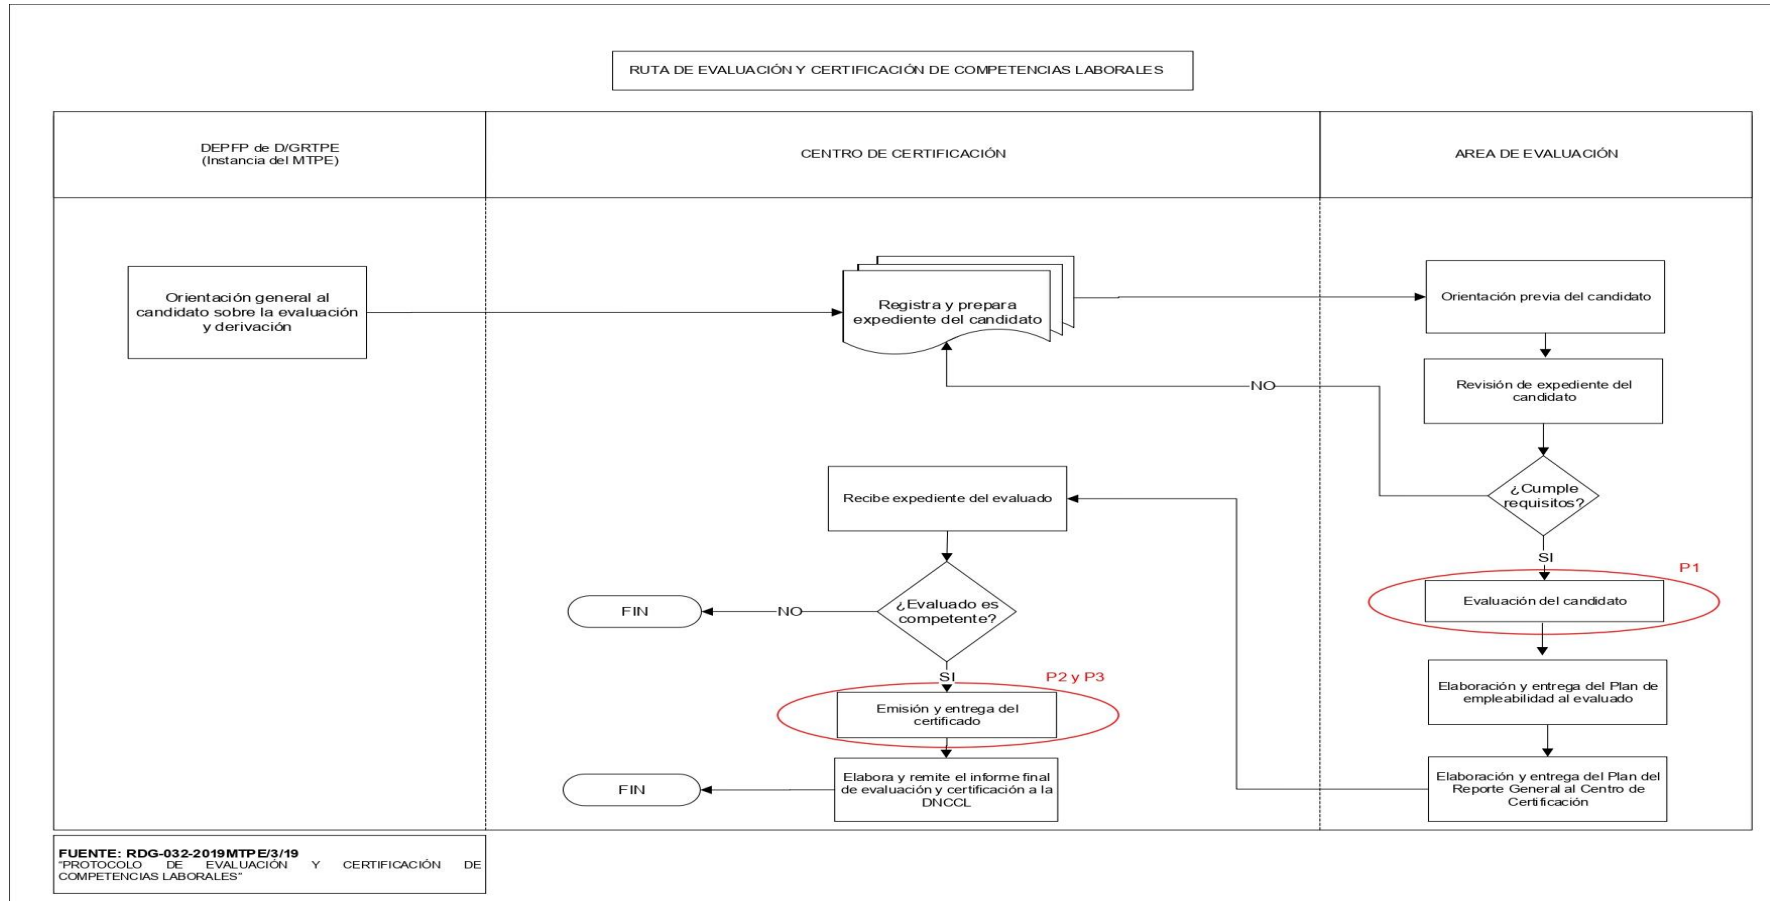 RUTA DE EVALUACIÓN Y CERTIFICACIÓN DE COMPETENCIAS LABORALES
DEPFP de D/GRTPE
(Instancia del MTPE)
CENTRO DE CERTIFICACIÓN
AREA DE EVALUACIÓN
Orientación general al
candidato sobre la evaluación
y derivación
Registra y prepara
expediente del candidato
Orientación previa del candidato
Revisión de expediente del
candidato
NO
¿Cumple
requisitos?
SI
P1
Evaluación del candidato
Elaboración y entrega del Plan de
empleabilidad al evaluado
Elaboración y entrega del Plan del
Reporte General al Centro de
Certificación
Recibe expediente del evaluado
¿Evaluado es
competente?
NO
FIN
SI
P2 y P3
Emisión y entrega del
certificado
Elabora y remite el informe final
de evaluación y certificación a la
DNCCL
FIN
FUENTE: RDG-032-2019MTPE/3/19
"PROTOCOLO DE EVALUACIÓN Y CERTIFICACIÓN DE
COMPETENCIAS LABORALES"